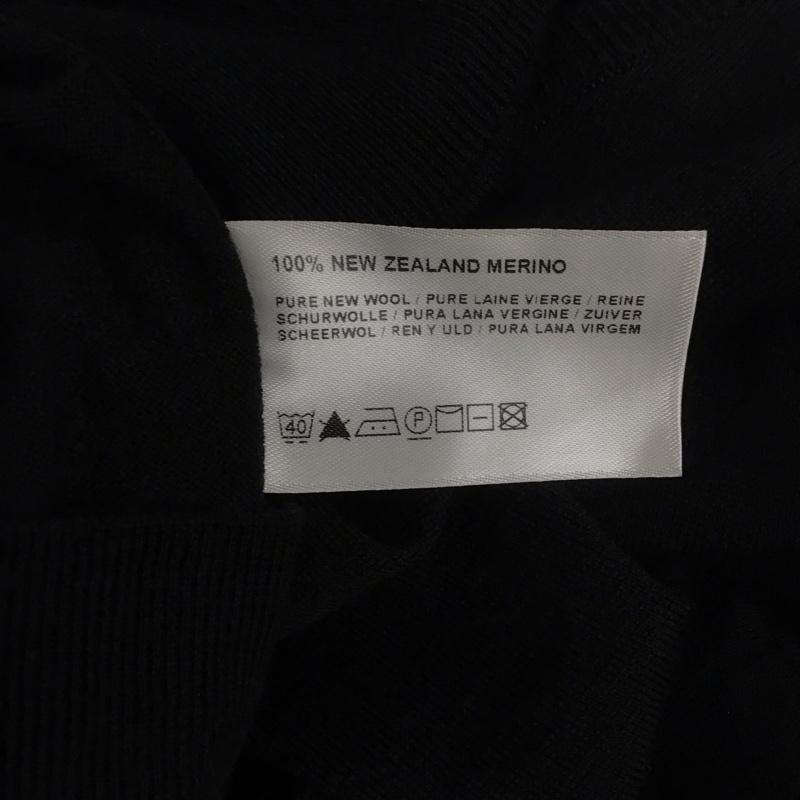 100% NEW ZEALAND MERINO
PURE NEW WOOL / PURE LAINE VIERGE / REINE
SCHURWOLLE / PURA LANA VERGINE / ZUIVER
SCHEERWOL / REN Y ULD / PURA LANA VIRGEM
40 P